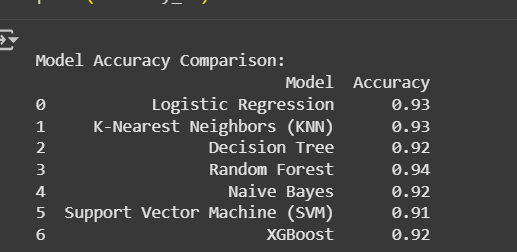 Model Accuracy Comparison:
Model Accuracy
0 Logistic Regression 0.93
1 K-Nearest Neighbors (KNN) 0.93
2 Decision Tree 0.92
3 Random Forest 0.94
4 Naive Bayes 0.92
5 Support Vector Machine (SVM) 0.91
6 XGBoost 0.92